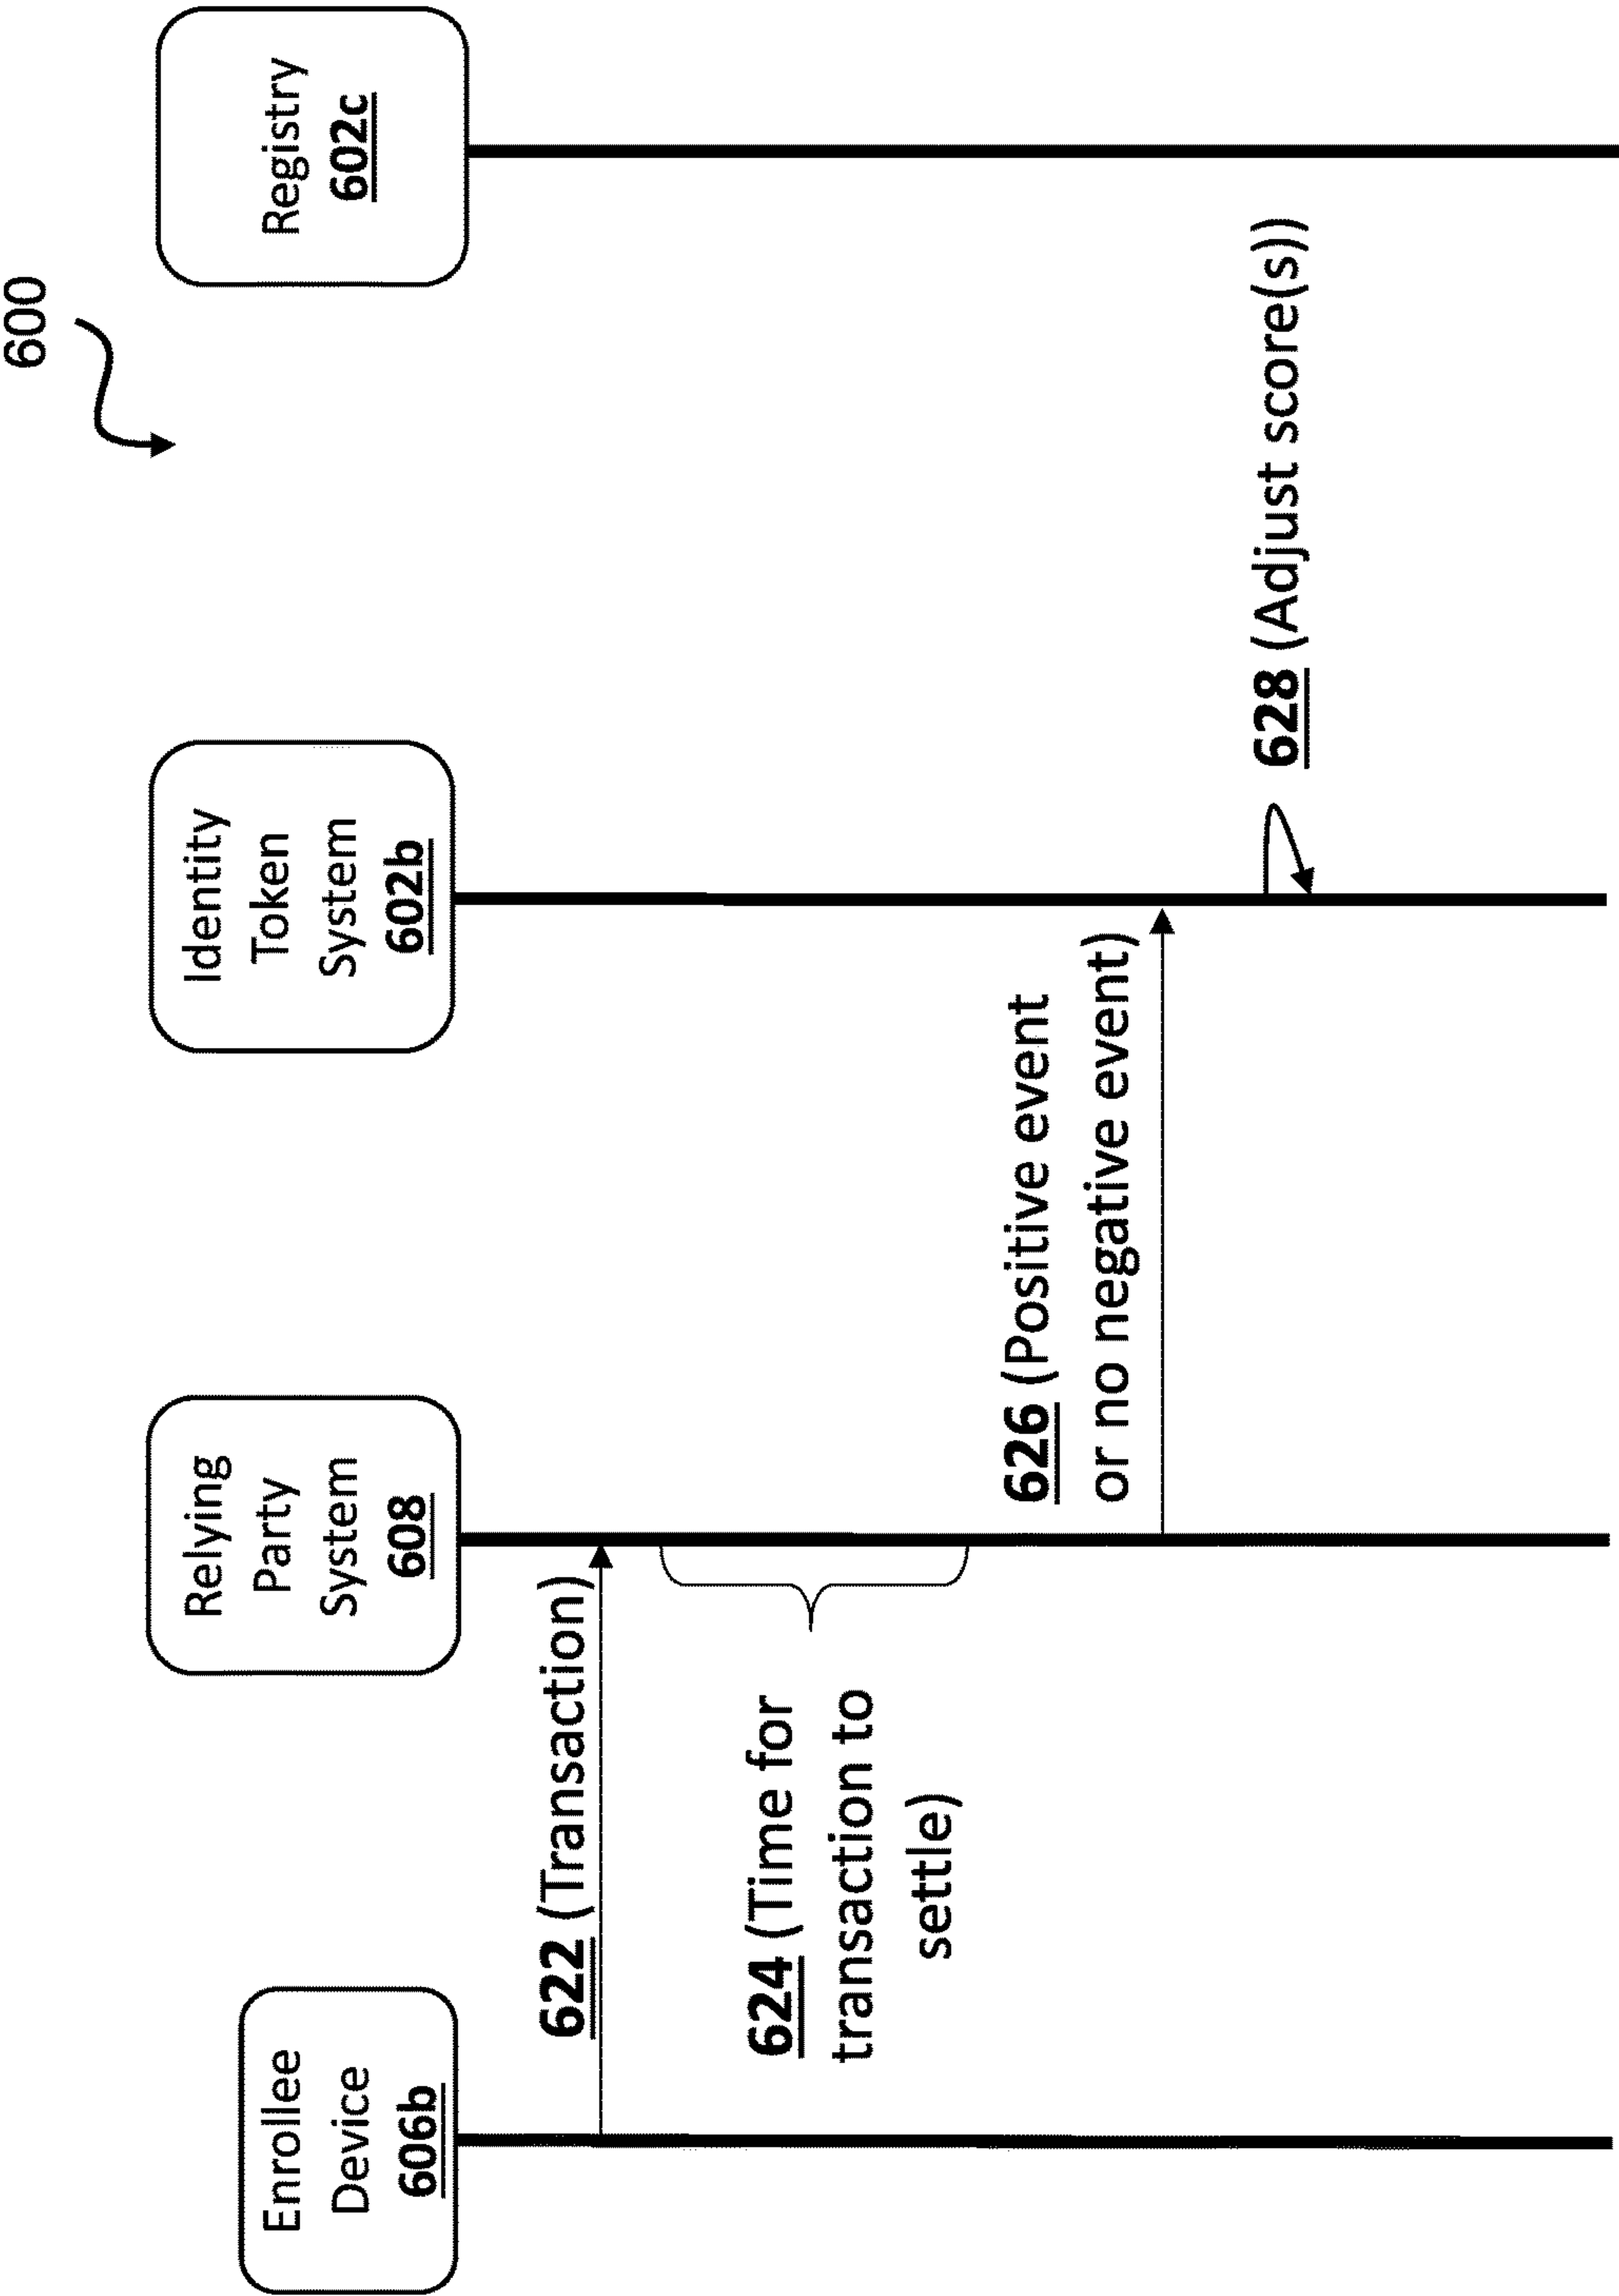 600
Enrollee
Device
606b
Relying
Party
System
608
Identity
Token
System
602b
Registry
602c
622 (Transaction)
624 (Time for
transaction to
settle)
626 (Positive event
or no negative event)
628 (Adjust score(s))